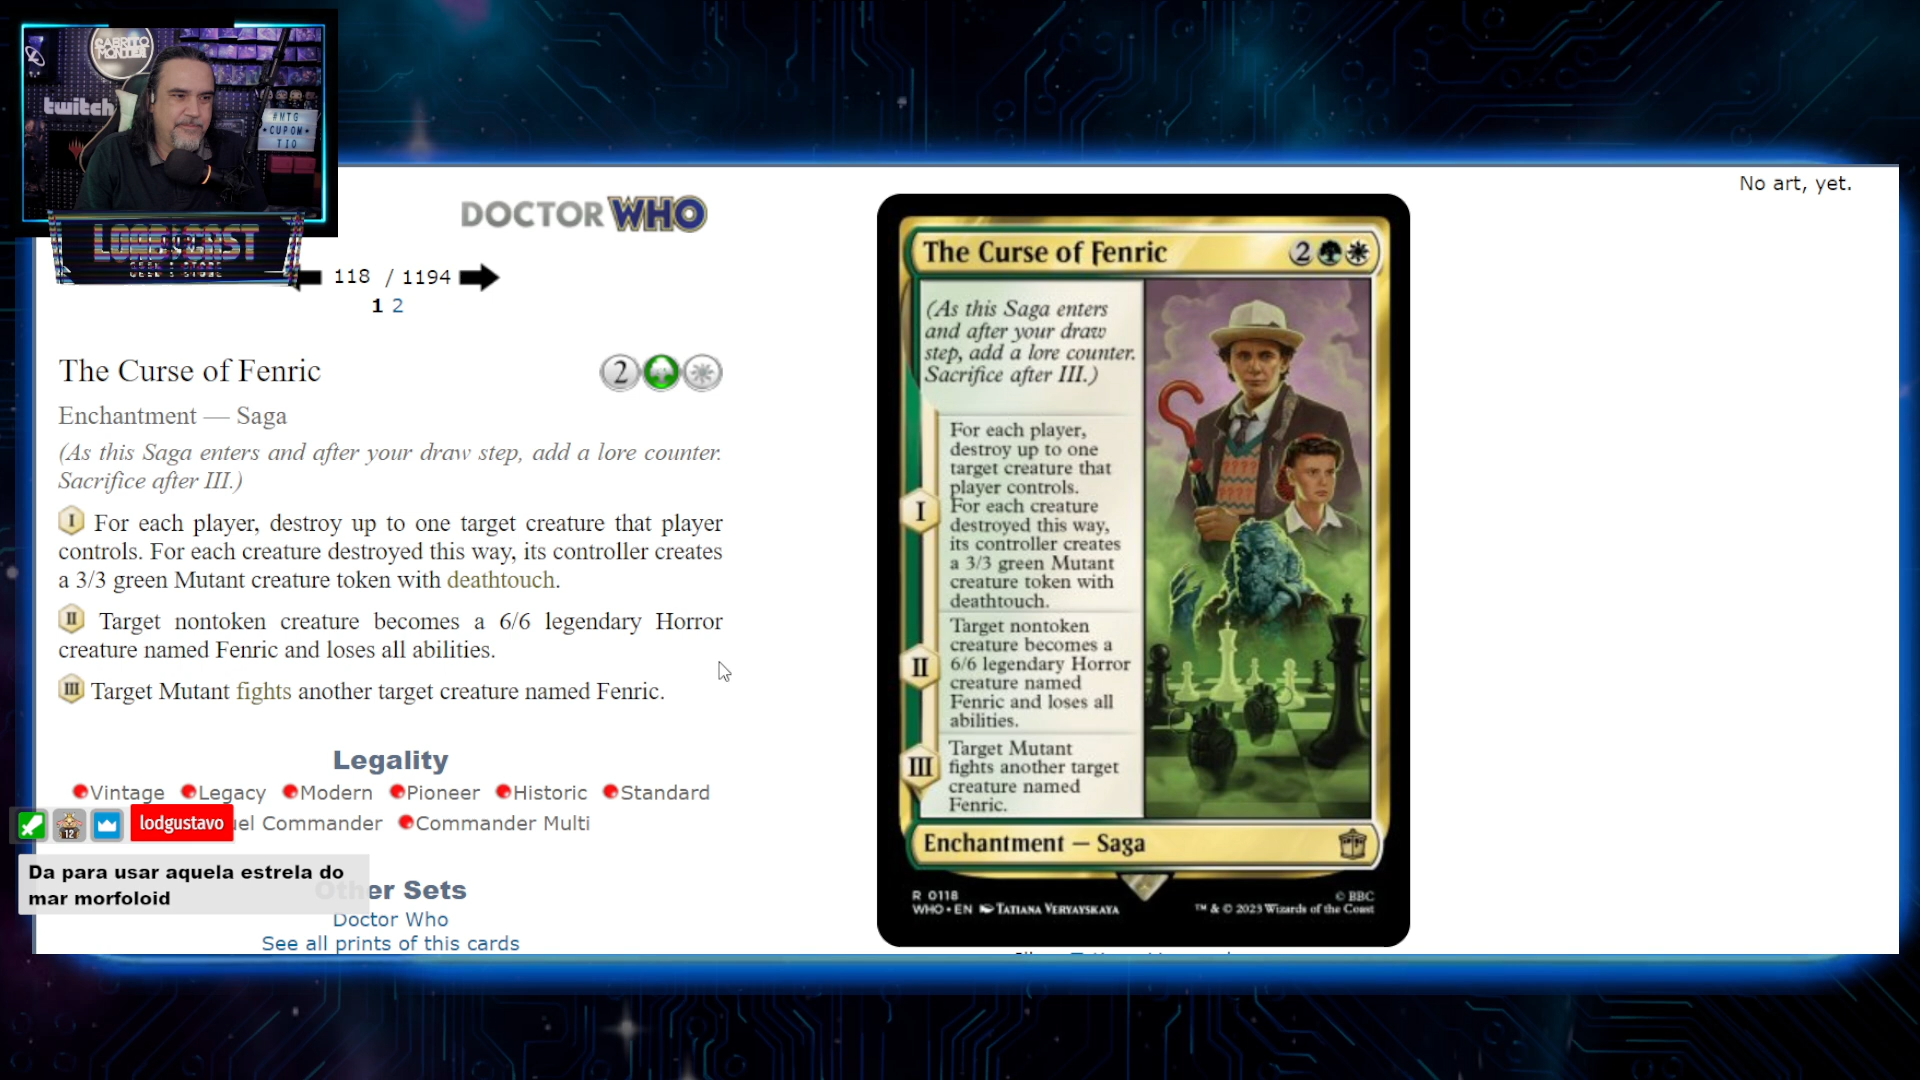 twitch
#MTG
CUPOM
TIO
LORD CAST
GEEK STORE
No art, yet.
DOCTOR WHO
118 / 1194
1 2
The Curse of Fenric
2
Enchantment — Saga
(As this Saga enters and after your draw step, add a lore counter.
Sacrifice after III.)
I For each player, destroy up to one target creature that player
controls. For each creature destroyed this way, its controller creates
a 3/3 green Mutant creature token with deathtouch.
II Target nontoken creature becomes a 6/6 legendary Horror
creature named Fenric and loses all abilities.
III Target Mutant fights another target creature named Fenric.
Legality
Vintage Legacy Modern Pioneer Historic Standard
12 lodgustavo uel Commander Commander Multi
Da para usar aquela estrela do
mar morfoloid
Other Sets
Doctor Who
See all prints of this cards
The Curse of Fenric 2
(As this Saga enters
and after your draw
step, add a lore counter.
Sacrifice after III.)
For each player,
destroy up to one
target creature that
player controls.
I For each creature
destroyed this way,
its controller creates
a 3/3 green Mutant
creature token with
deathtouch.
Target nontoken
creature becomes a
II 6/6 legendary Horror
creature named
Fenric and loses all
abilities.
Target Mutant
III fights another target
creature named
Fenric.
Enchantment — Saga
R 0118
WHO • EN TATIANA VERYAYSKAYA
© BBC
™ & © 2023 Wizards of the Coast